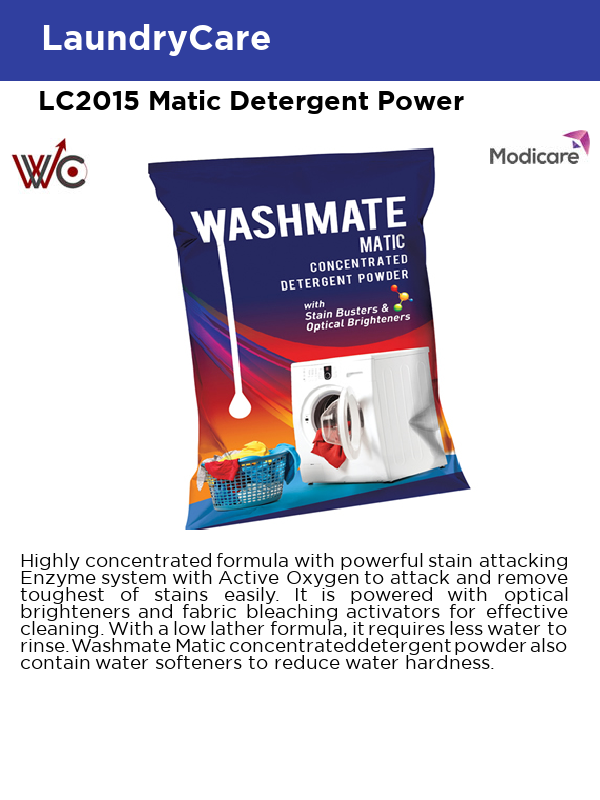 LaundryCare
LC2015 Matic Detergent Power
WC
Modicare
WASHMATE
MATIC
CONCENTRATED
DETERGENT POWDER
with
Stain Busters &
Optical Brighteners
Highly concentrated formula with powerful stain attacking
Enzyme system with Active Oxygen to attack and remove
toughest of stains easily. It is powered with optical
brighteners and fabric bleaching activators for effective
cleaning. With a low lather formula, it requires less water to
rinse. Washmate Matic concentrateddetergent powder also
contain water softeners to reduce water hardness.